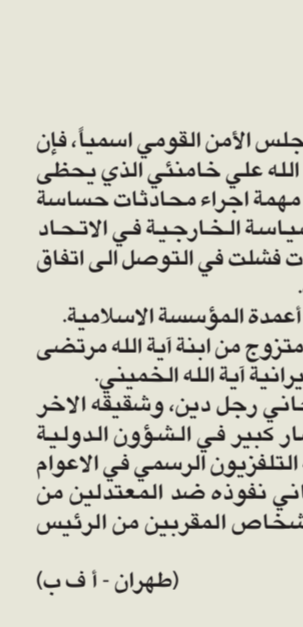 جلس الأمن القومي اسمياً، فإن
الله علي خامنئي الذي يحظى
مهمة اجراء محادثات حساسة
سياسة الخارجية في الاتحاد
ت فشلت في التوصل الى اتفاق
.
أعمدة المؤسسة الاسلامية.
متزوج من ابنة آية الله مرتضى
يرانية آية الله الخميني.
جاني رجل دين، وشقيقه الاخر
شار كبير في الشؤون الدولية
التلفزيون الرسمي في الاعوام
اني نفوذه ضد المعتدلين من
شخاص المقربين من الرئيس
(طهران - أ ف ب)